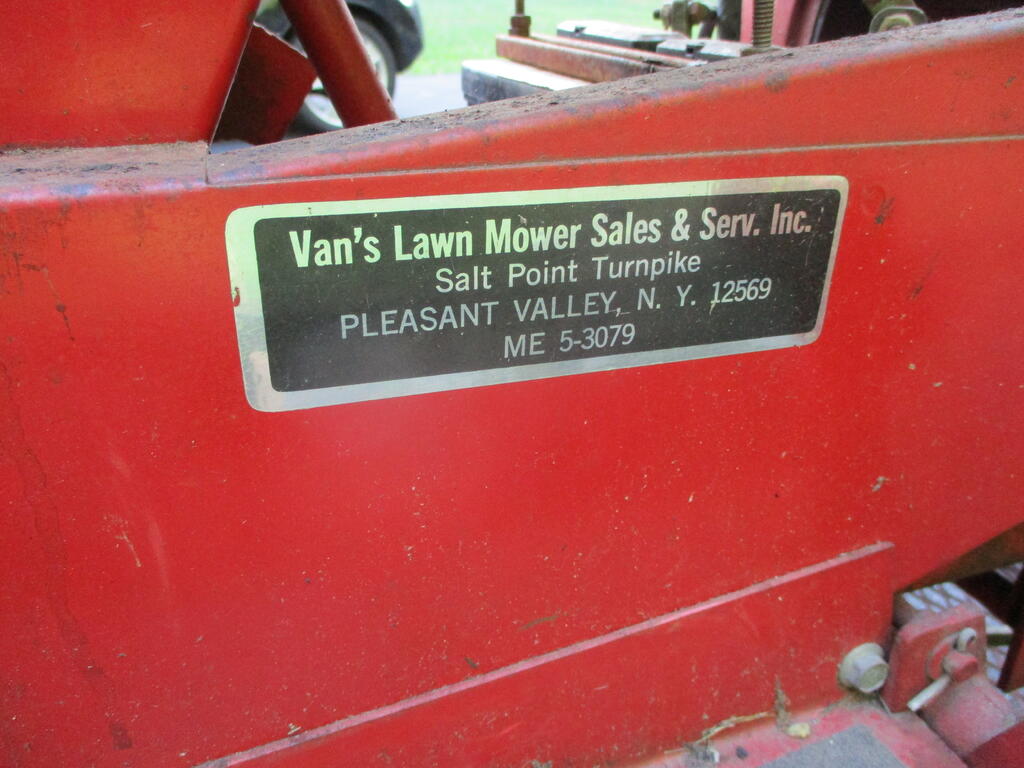 Van's Lawn Mower Sales & Serv. Inc.
Salt Point Turnpike
PLEASANT VALLEY, N. Y. 12569
ME 5-3079